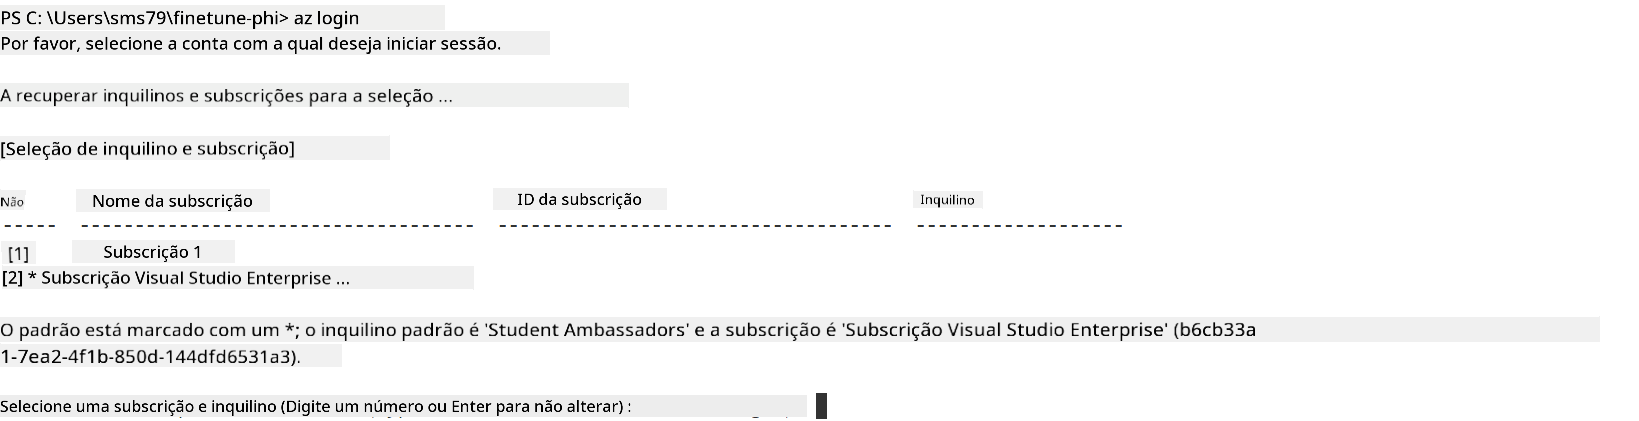 PS C: \Users\sms79\finetune-phi> az login
Por favor, selecione a conta com a qual deseja iniciar sessão.
A recuperar inquilinos e subscrições para a seleção ...
[Seleção de inquilino e subscrição]
Não Nome da subscrição ID da subscrição Inquilino
----- ------------------------------------ ------------------------------------ -------------------
[1] Subscrição 1
[2] * Subscrição Visual Studio Enterprise ...
O padrão está marcado com um *; o inquilino padrão é 'Student Ambassadors' e a subscrição é 'Subscrição Visual Studio Enterprise' (b6cb33a
1-7ea2-4f1b-850d-144dfd6531a3).
Selecione uma subscrição e inquilino (Digite um número ou Enter para não alterar) :